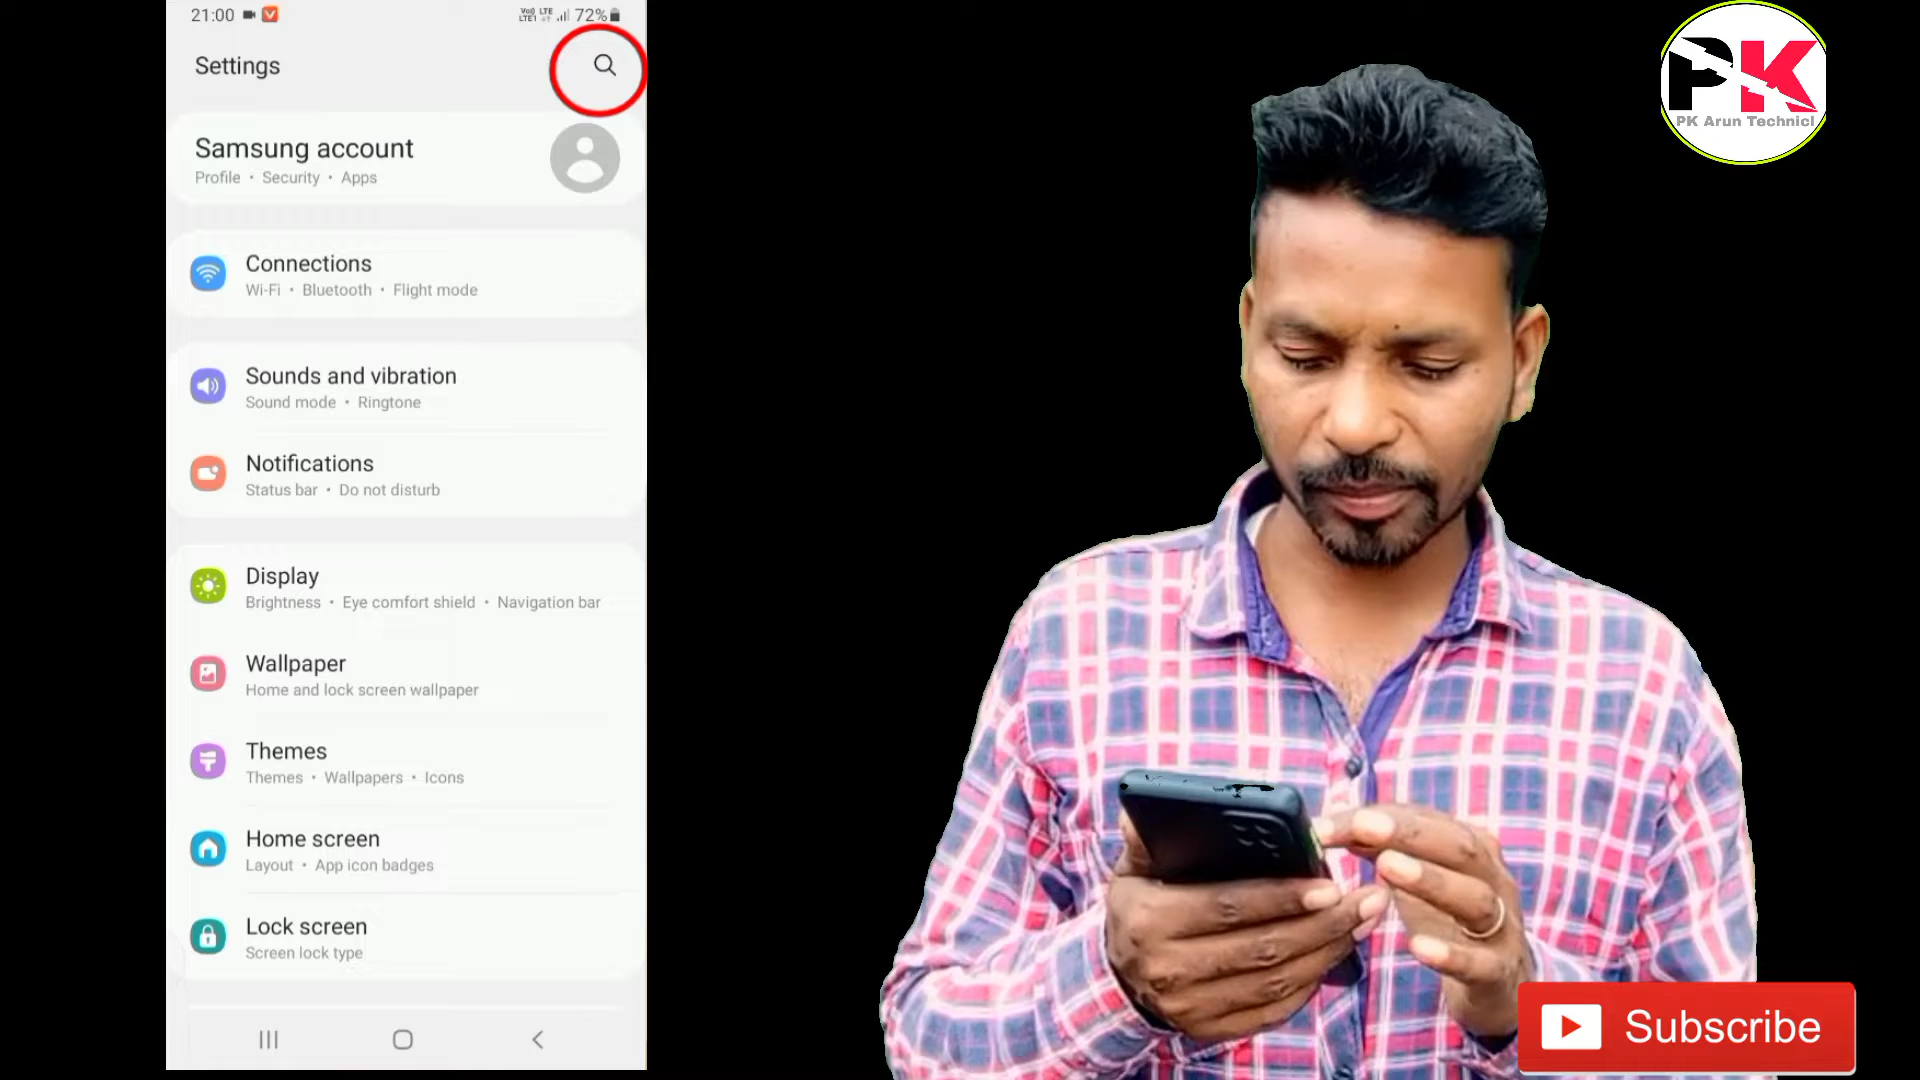 21:00 72%
Settings
Samsung account
Profile • Security • Apps
Connections
Wi-Fi • Bluetooth • Flight mode
Sounds and vibration
Sound mode • Ringtone
Notifications
Status bar • Do not disturb
Display
Brightness • Eye comfort shield • Navigation bar
Wallpaper
Home and lock screen wallpaper
Themes
Themes • Wallpapers • Icons
Home screen
Layout • App icon badges
Lock screen
Screen lock type
PK
PK Arun Technicl
Subscribe